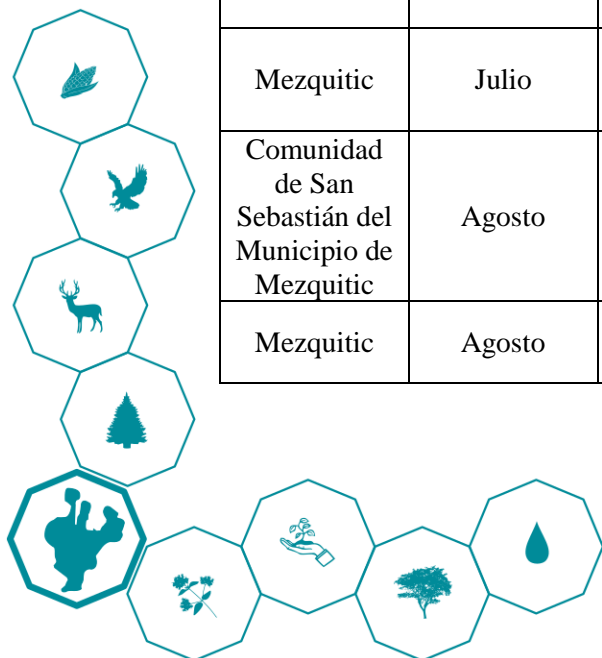 Mezquitic Julio
Comunidad
de San
Sebastián del
Municipio de
Mezquitic
Agosto
Mezquitic Agosto